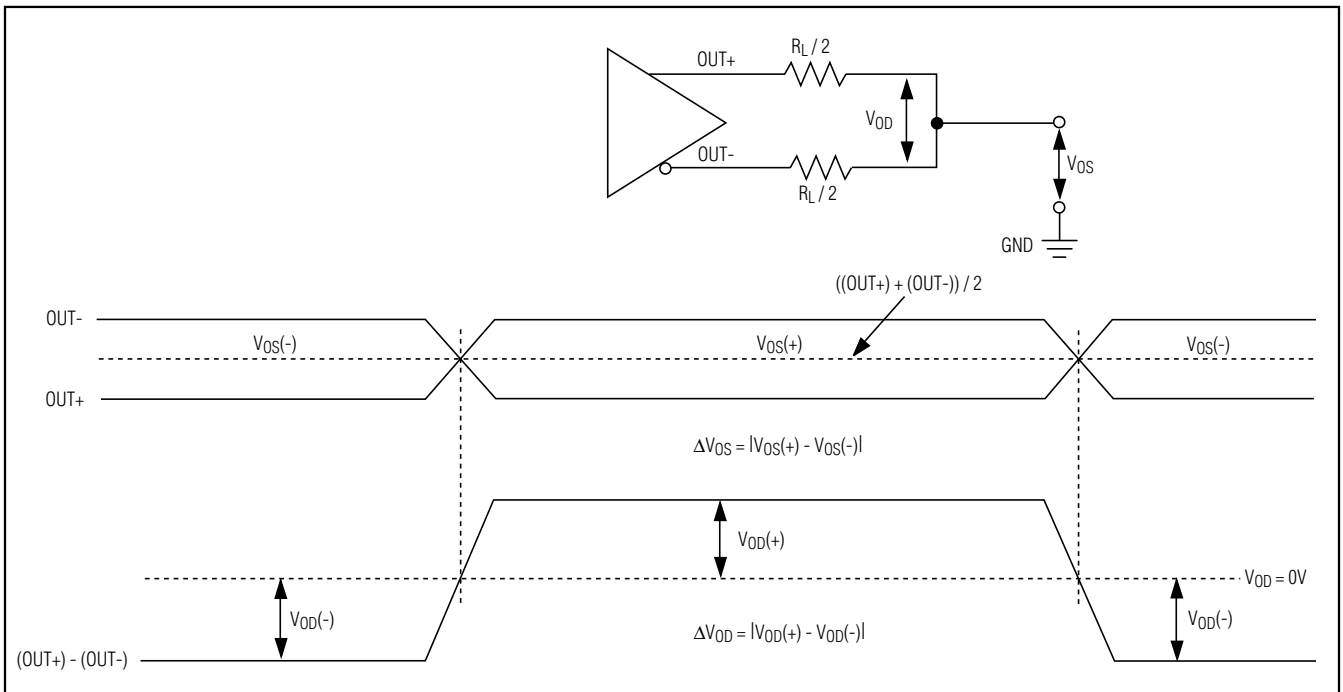 R_L / 2
OUT+
V_OD
OUT-
R_L / 2
V_OS
GND
((OUT+) + (OUT-)) / 2
OUT-
V_OS(-)
V_OS(+)
V_OS(-)
OUT+
ΔV_OS = |V_OS(+) - V_OS(-)|
V_OD(+)
V_OD = 0V
V_OD(-)
V_OD(-)
ΔV_OD = |V_OD(+) - V_OD(-)|
(OUT+) - (OUT-)